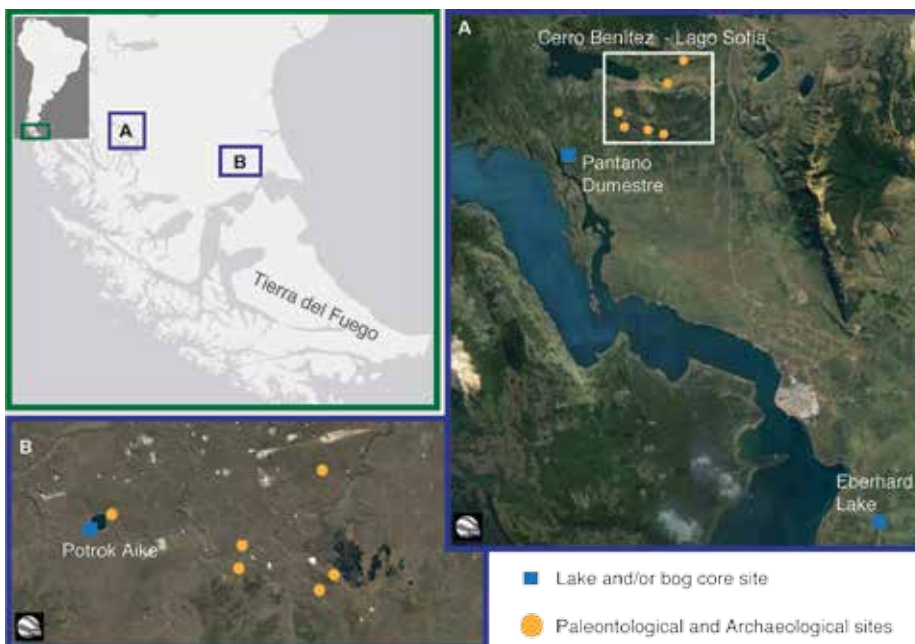 A
B
Tierra del Fuego
A
Cerro Benítez - Lago Sofía
Pantano
Dumestre
Eberhard
Lake
B
Potrok Aike
Lake and/or bog core site
Paleontological and Archaeological sites